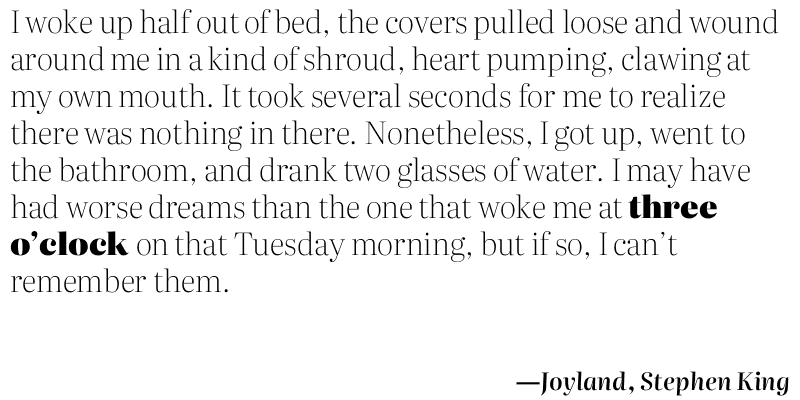 I woke up half out of bed, the covers pulled loose and wound
around me in a kind of shroud, heart pumping, clawing at
my own mouth. It took several seconds for me to realize
there was nothing in there. Nonetheless, I got up, went to
the bathroom, and drank two glasses of water. I may have
had worse dreams than the one that woke me at three
o’clock on that Tuesday morning, but if so, I can’t
remember them.
—Joyland, Stephen King